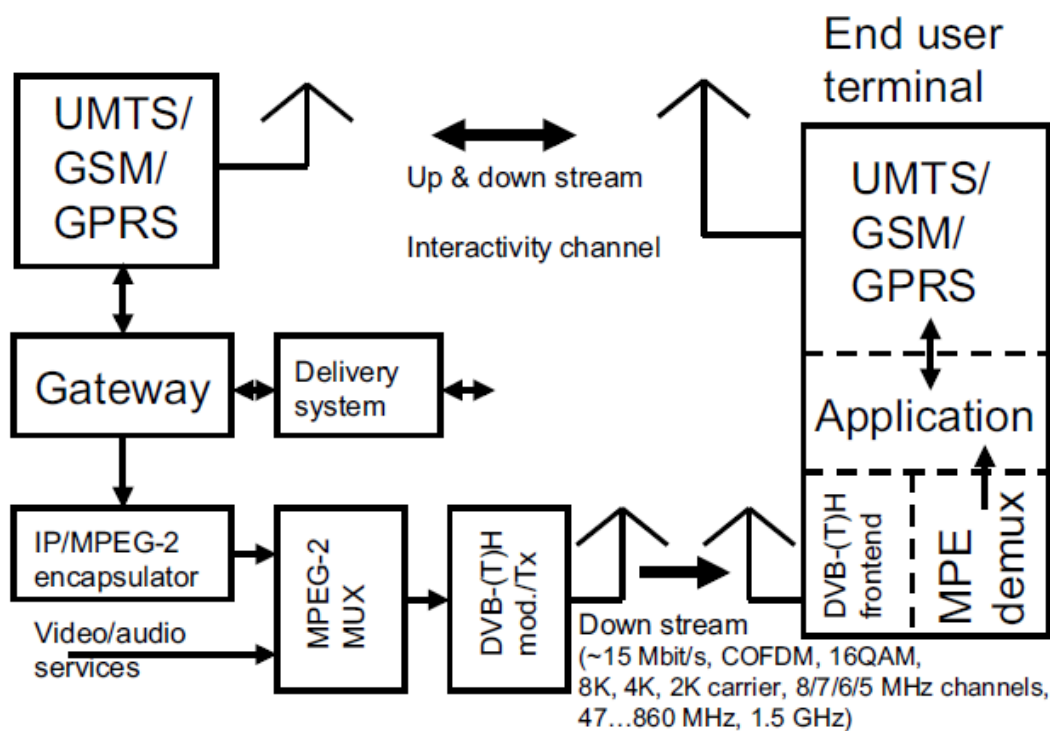 End user
terminal
UMTS/
GSM/
GPRS
Up & down stream
Interactivity channel
UMTS/
GSM/
GPRS
Gateway
Delivery
system
Application
IP/MPEG-2
encapsulator
MPEG-2
MUX
DVB-(T)H
mod./Tx
DVB-(T)H
frontend
MPE
demux
Video/audio
services
Down stream
(~15 Mbit/s, COFDM, 16QAM,
8K, 4K, 2K carrier, 8/7/6/5 MHz channels,
47...860 MHz, 1.5 GHz)